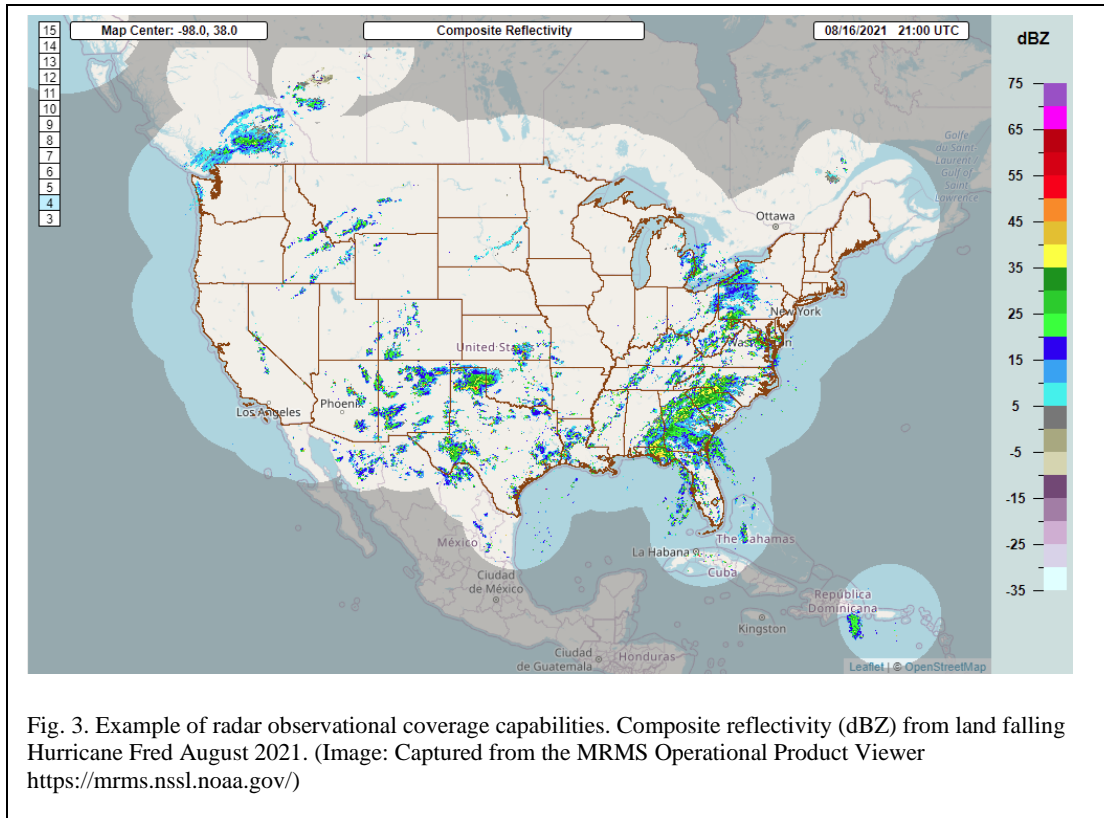 15
14
13
12
11
10
9
8
7
6
5
4
3
Map Center: -98.0, 38.0
Composite Reflectivity
08/16/2021 21:00 UTC
dBZ
75
65
55
45
35
25
15
5
-5
-15
-25
-35
Golfe
du Saint-
Laurent /
Gulf of
Saint
Lawrence
Ottawa
New York
Washington
United States
Los Angeles
Phoenix
México
Ciudad
de México
La Habana
The Bahamas
Cuba
República
Dominicana
Kingston
Ciudad
de Guatemala
Honduras
Leaflet | © OpenStreetMap
Fig. 3. Example of radar observational coverage capabilities. Composite reflectivity (dBZ) from land falling
Hurricane Fred August 2021. (Image: Captured from the MRMS Operational Product Viewer
https://mrms.nssl.noaa.gov/)